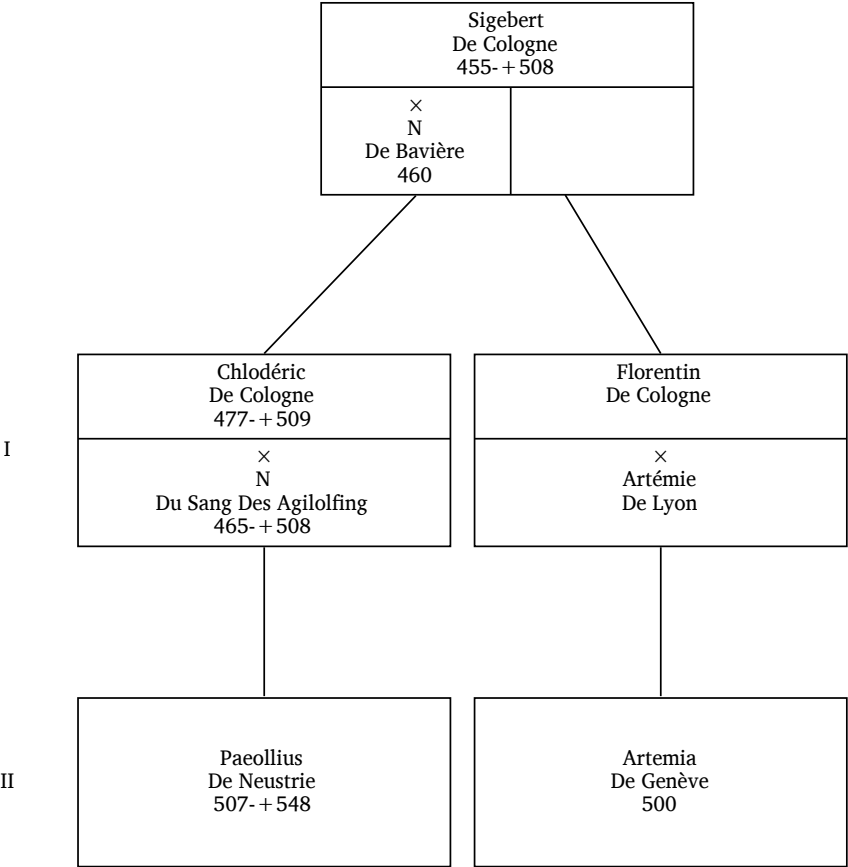 Sigebert
De Cologne
455-+508
×
N
De Bavière
460
I
Chlodéric
De Cologne
477-+509
×
N
Du Sang Des Agilolfing
465-+508
Florentin
De Cologne
×
Artémie
De Lyon
II
Paeollius
De Neustrie
507-+548
Artemia
De Genève
500